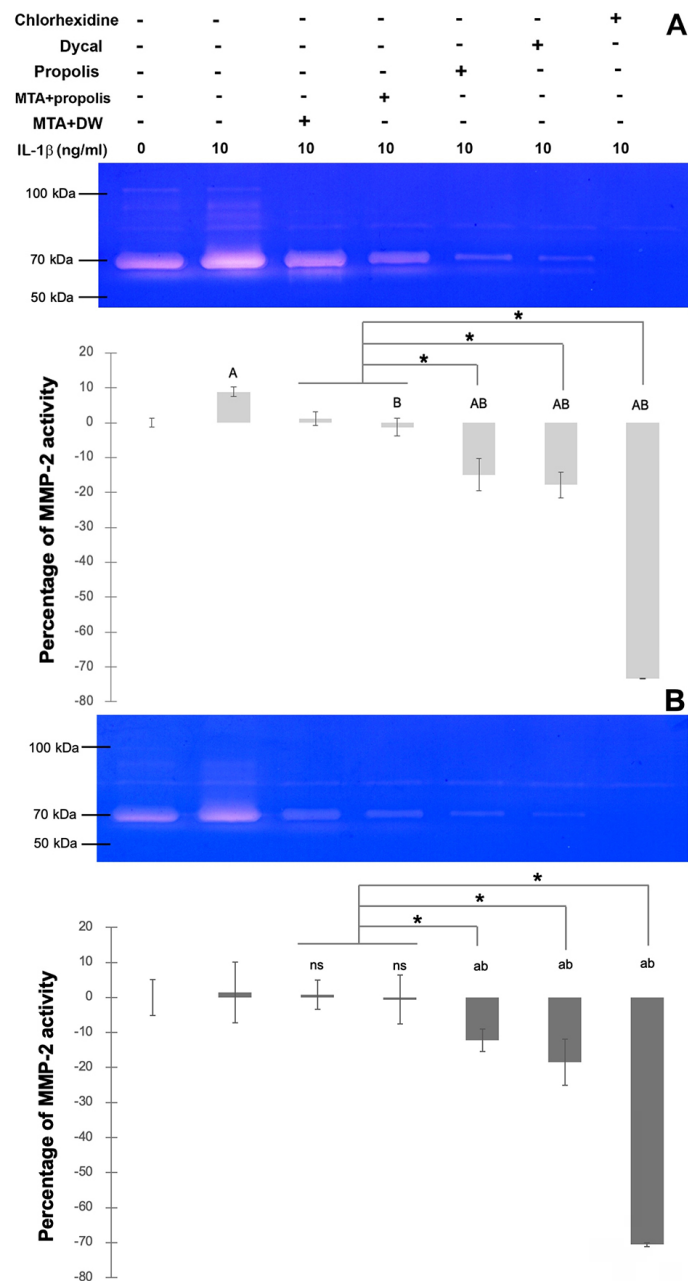 Chlorhexidine - - - - - - +
A
Dycal - - - - - + -
Propolis - - - - + - -
MTA+propolis - - - + - - -
MTA+DW - - + - - - -
IL-1β (ng/ml) 0 10 10 10 10 10 10
100 kDa
70 kDa
50 kDa
*
*
*
Percentage of MMP-2 activity
20
10
0
-10
-20
-30
-40
-50
-60
-70
-80
A
B
AB
AB
AB
B
100 kDa
70 kDa
50 kDa
*
*
*
Percentage of MMP-2 activity
20
10
0
-10
-20
-30
-40
-50
-60
-70
-80
ns
ns
ab
ab
ab